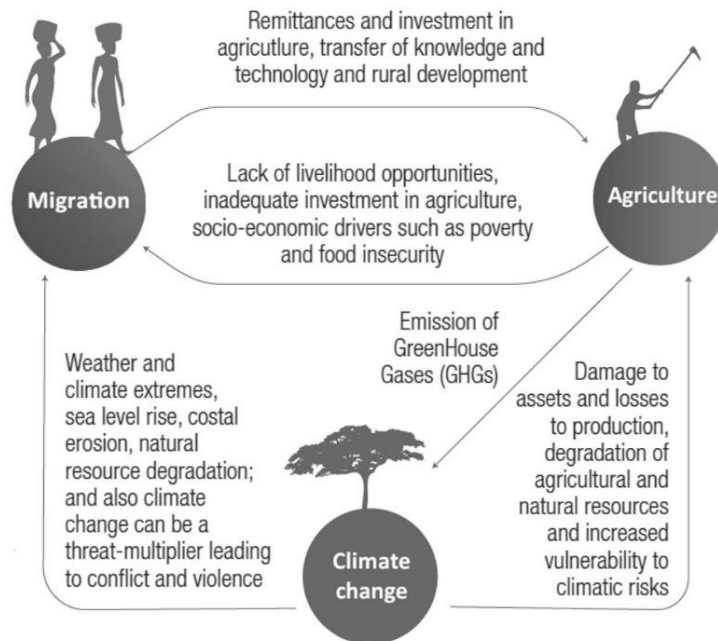 Remittances and investment in
agricutlure, transfer of knowledge and
technology and rural development
Migration
Lack of livelihood opportunities,
inadequate investment in agriculture,
socio-economic drivers such as poverty
and food insecurity
Agriculture
Emission of
GreenHouse
Gases (GHGs)
Weather and
climate extremes,
sea level rise, costal
erosion, natural
resource degradation;
and also climate
change can be a
threat-multiplier leading
to conflict and violence
Damage to
assets and losses
to production,
degradation of
agricultural and
natural resources
and increased
vulnerability to
climatic risks
Climate
change